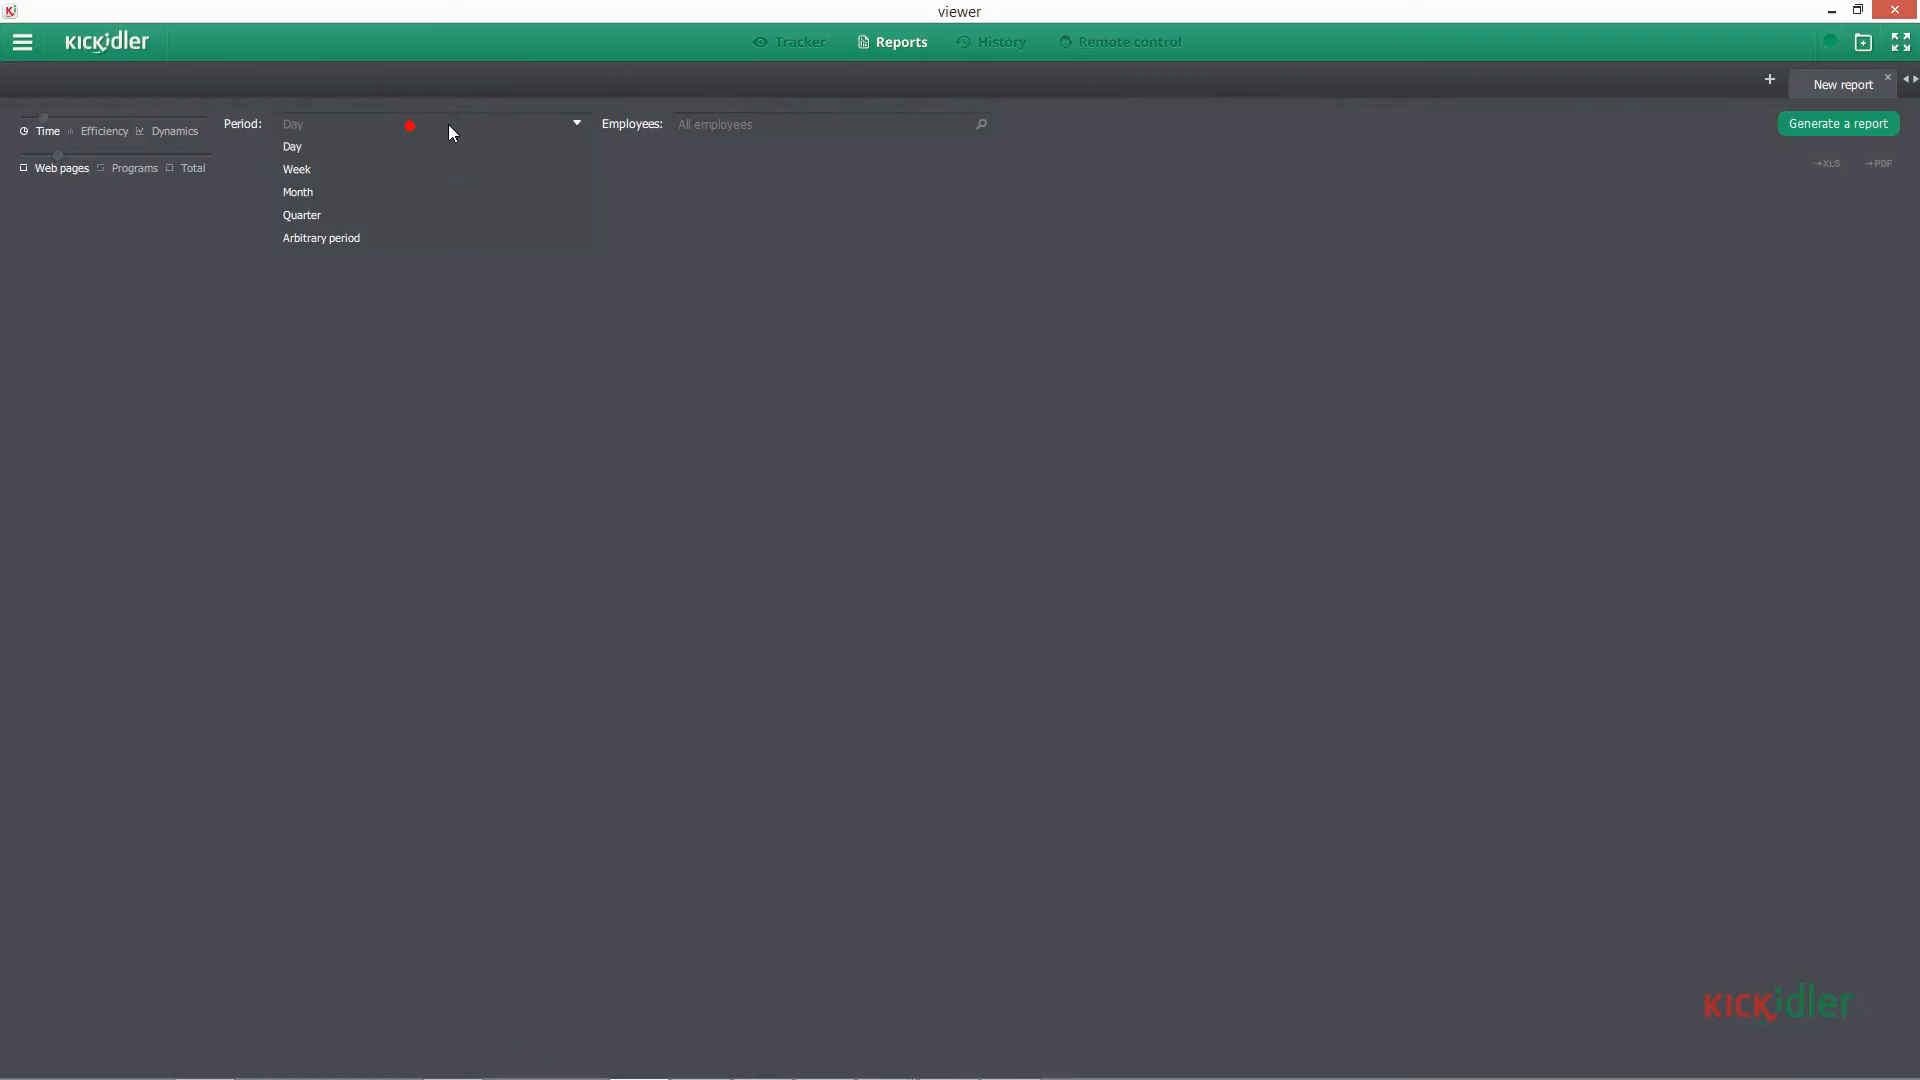 Ki viewer
KICKidler Tracker Reports History Remote control
+ New report ×
Time Efficiency Dynamics Period: Day Employees: All employees Generate a report
Day
Web pages Programs Total Week →XLS →PDF
Month
Quarter
Arbitrary period
KICKidler